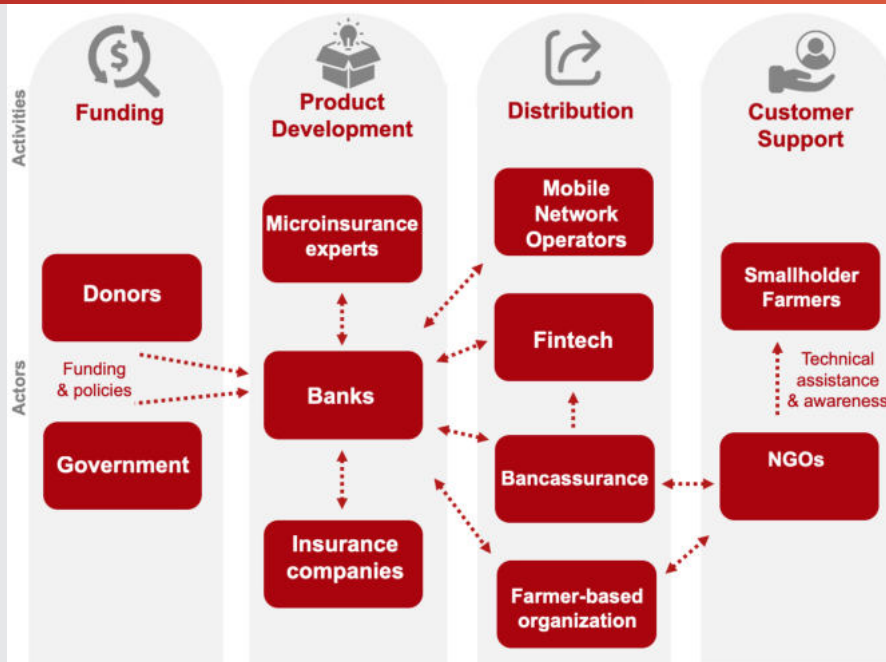 Activities
Funding
Product
Development
Distribution
Customer
Support
Actors
Donors
Funding
& policies
Government
Microinsurance
experts
Banks
Insurance
companies
Mobile
Network
Operators
Fintech
Bancassurance
Farmer-based
organization
Smallholder
Farmers
Technical
assistance
& awareness
NGOs